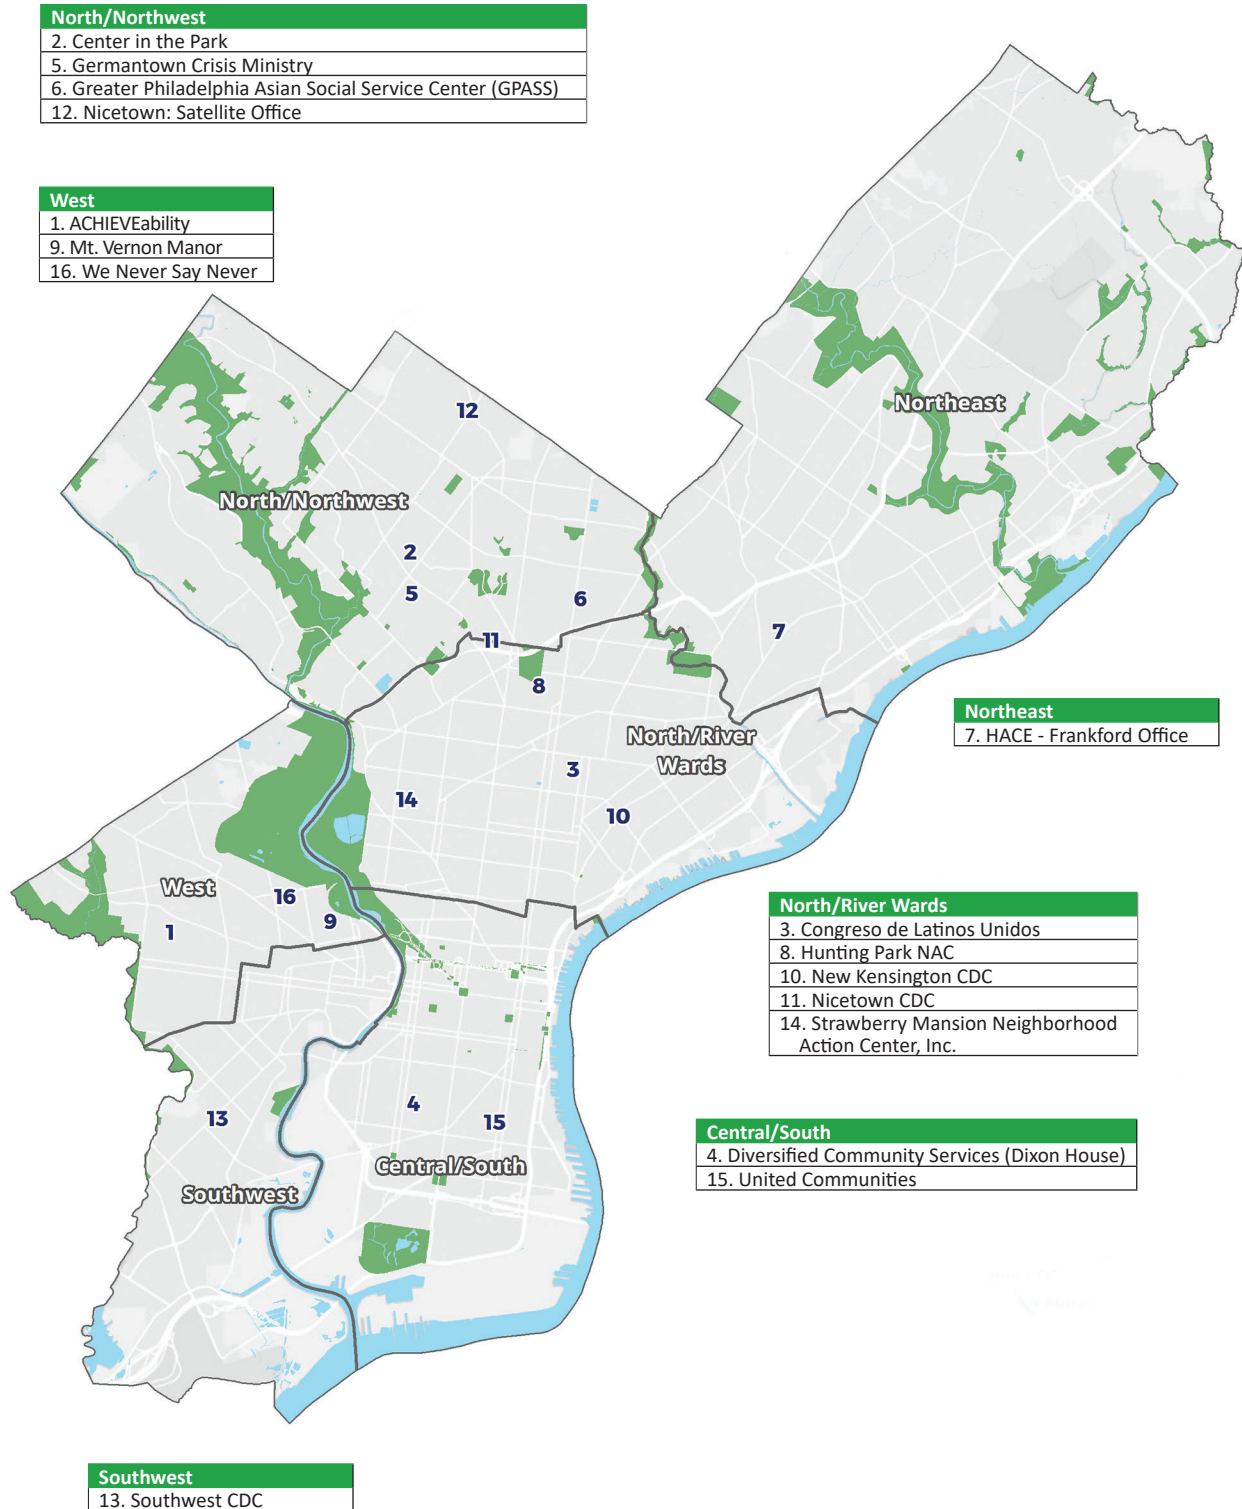 North/Northwest
2. Center in the Park
5. Germantown Crisis Ministry
6. Greater Philadelphia Asian Social Service Center (GPASS)
12. Nicetown: Satellite Office
West
1. ACHIEVEability
9. Mt. Vernon Manor
16. We Never Say Never
12
Northeast
North/Northwest
2
5
6
11
7
8
Northeast
7. HACE - Frankford Office
North/River
Wards
3
14
10
West
16
9
1
North/River Wards
3. Congreso de Latinos Unidos
8. Hunting Park NAC
10. New Kensington CDC
11. Nicetown CDC
14. Strawberry Mansion Neighborhood
Action Center, Inc.
13
4
15
Central/South
4. Diversified Community Services (Dixon House)
15. United Communities
Central/South
Southwest
Southwest
13. Southwest CDC